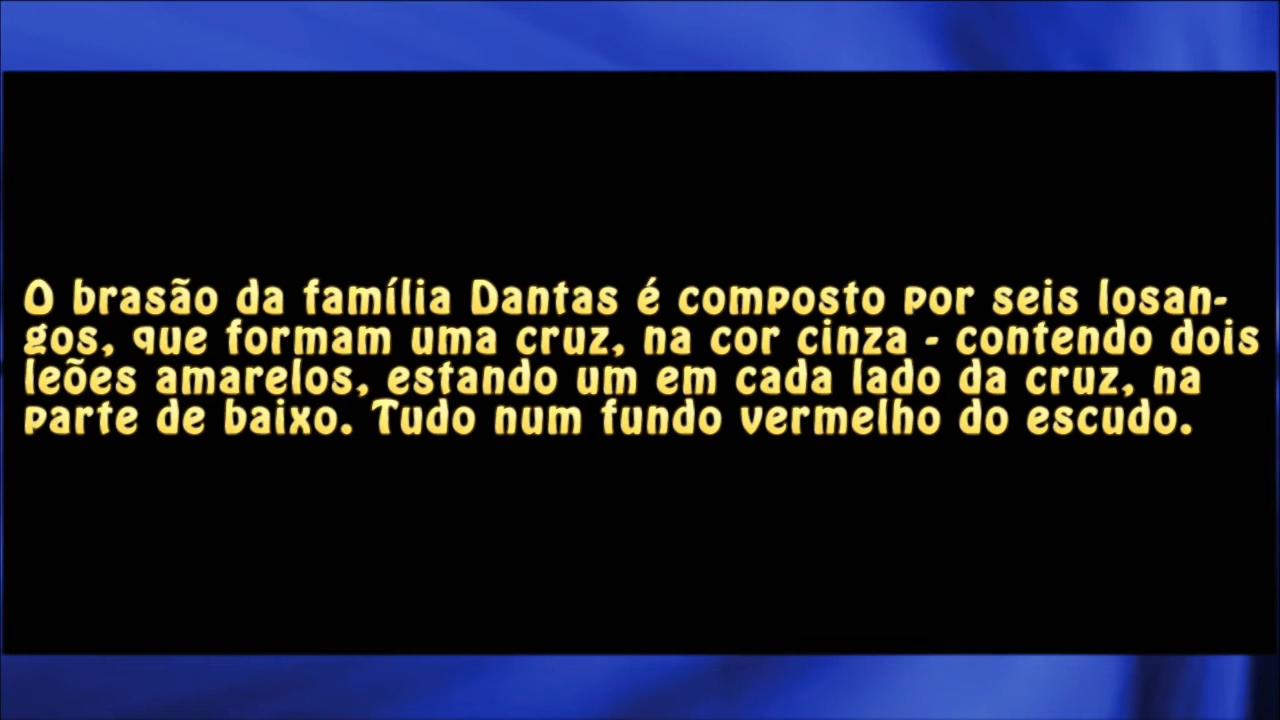 O brasão da família Dantas é composto por seis losan-
gos, que formam uma cruz, na cor cinza - contendo dois
leões amarelos, estando um em cada lado da cruz, na
parte de baixo. Tudo num fundo vermelho do escudo.